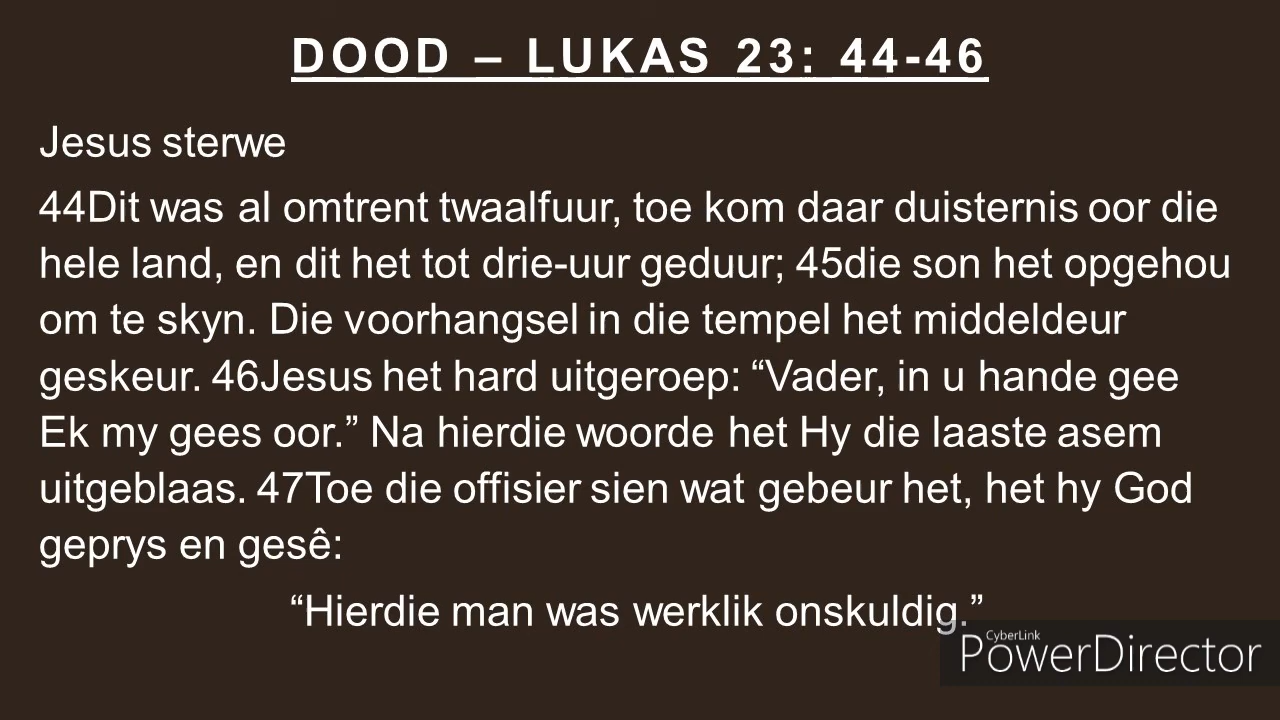 DOOD – LUKAS 23: 44-46
Jesus sterwe
44Dit was al omtrent twaalfuur, toe kom daar duisternis oor die
hele land, en dit het tot drie-uur geduur; 45die son het opgehou
om te skyn. Die voorhangsel in die tempel het middeldeur
geskeur. 46Jesus het hard uitgeroep: “Vader, in u hande gee
Ek my gees oor.” Na hierdie woorde het Hy die laaste asem
uitgeblaas. 47Toe die offisier sien wat gebeur het, het hy God
geprys en gesê:
“Hierdie man was werklik onskuldig.”
CyberLink
PowerDirector